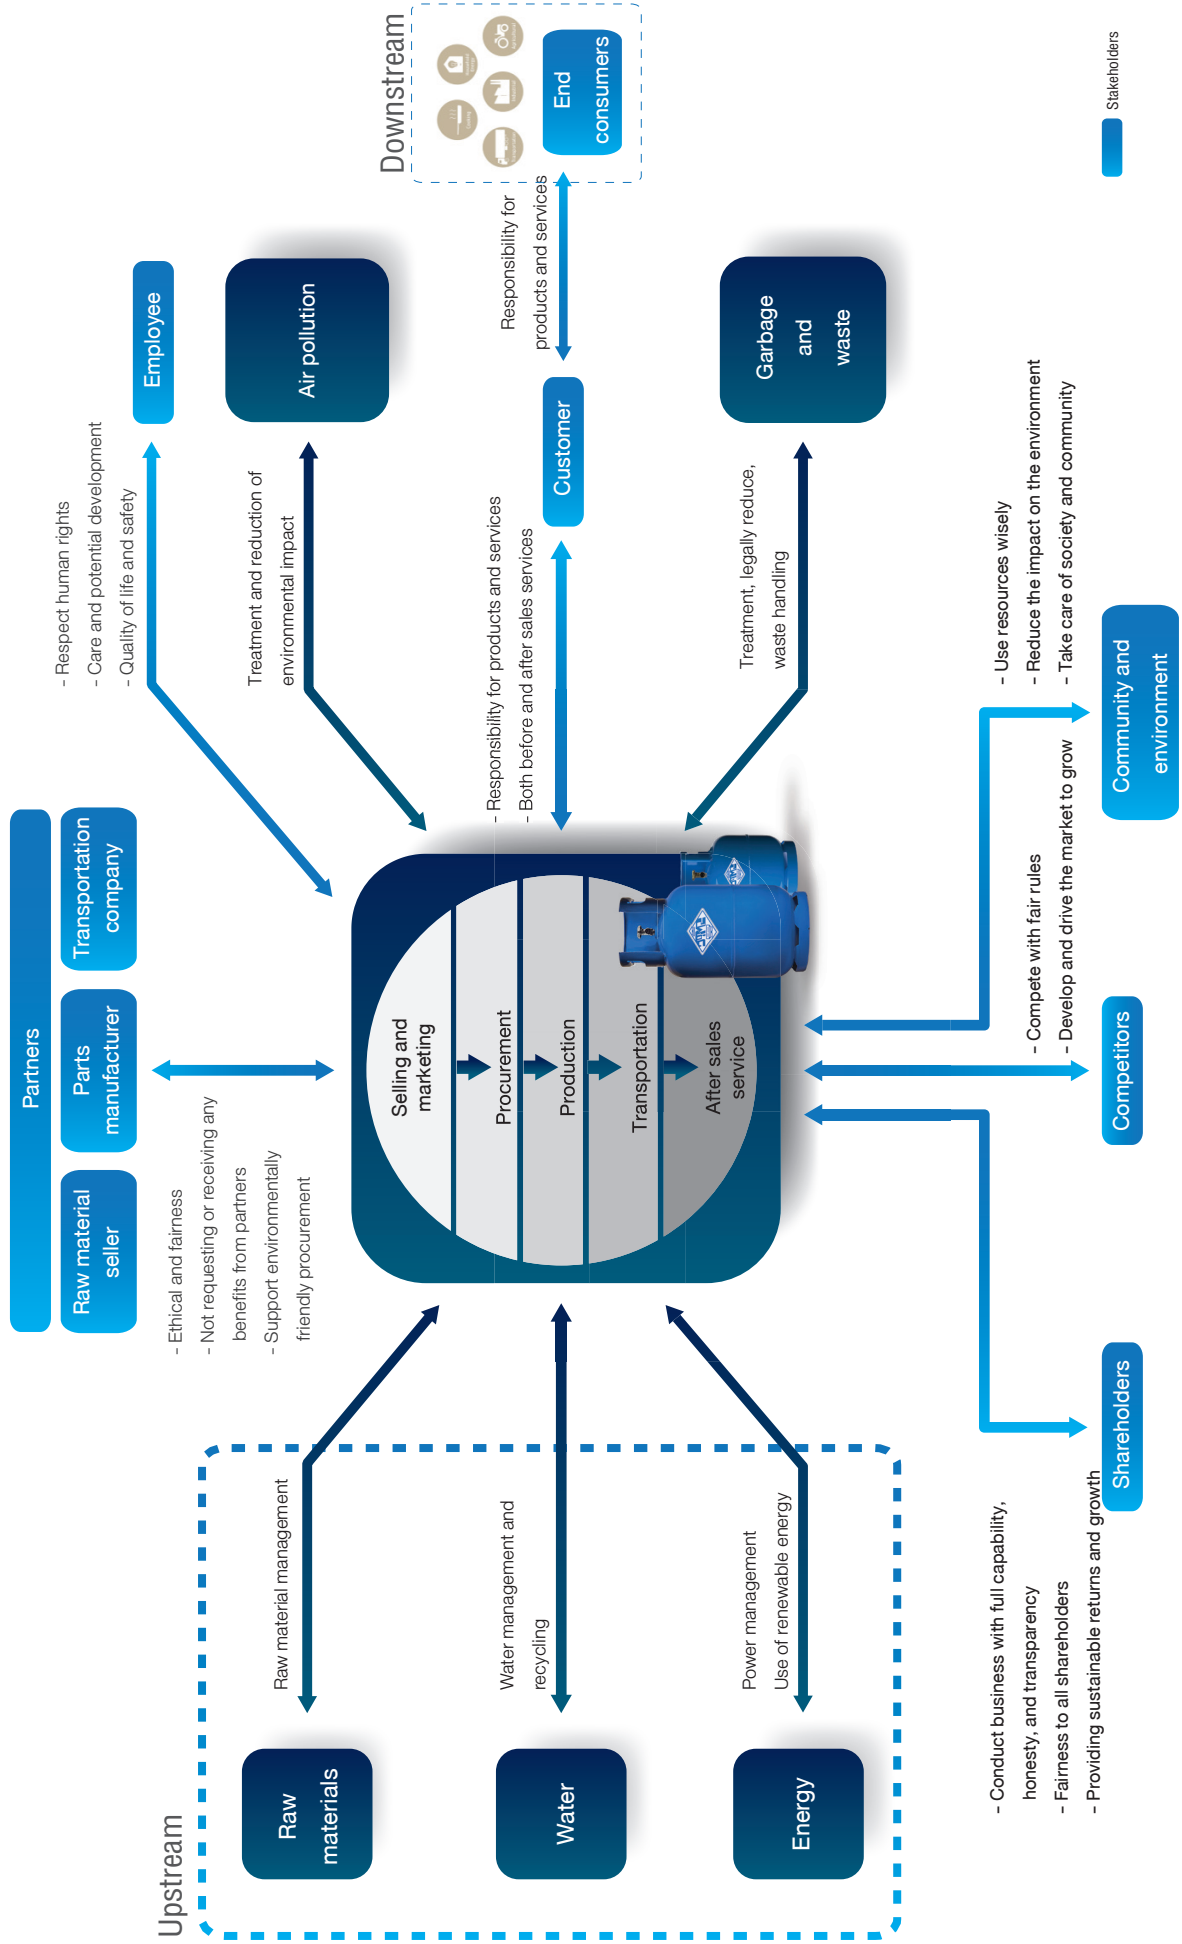 Partners
Raw material
seller
Parts
manufacturer
Transportation
company
Employee
- Ethical and fairness
- Not requesting or receiving any
benefits from partners
- Support environmentally
friendly procurement
- Respect human rights
- Care and potential development
- Quality of life and safety
Upstream
Raw
materials
Raw material management
Water
Water management and
recycling
Energy
Power management
Use of renewable energy
Selling and
marketing
Procurement
Production
Transportation
After sales
service
Treatment and reduction of
environmental impact
Air pollution
- Responsibility for products and services
- Both before and after sales services
Customer
Responsibility for
products and services
Downstream
Cooking
Transportation
Industrial
Agricultural
End
consumers
Treatment, legally reduce,
waste handling
Garbage
and
waste
- Conduct business with full capability,
honesty, and transparency
- Fairness to all shareholders
- Providing sustainable returns and growth
Shareholders
- Compete with fair rules
- Develop and drive the market to grow
Competitors
- Use resources wisely
- Reduce the impact on the environment
- Take care of society and community
Community and
environment
Stakeholders